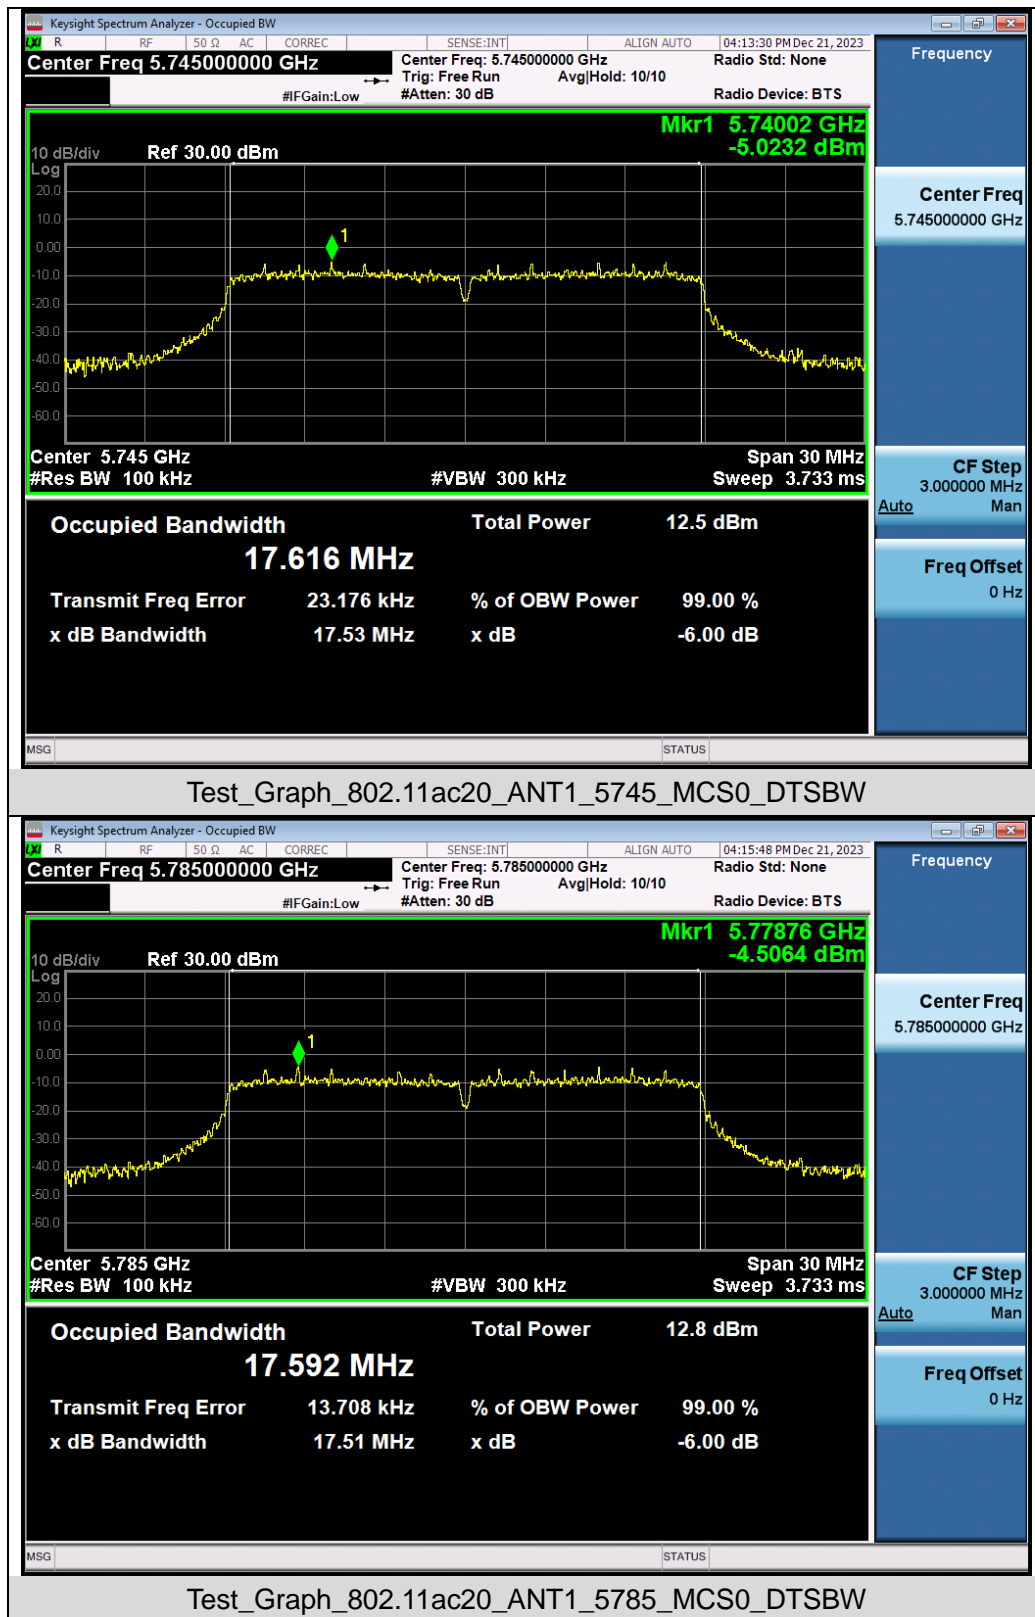 Keysight Spectrum Analyzer - Occupied BW
LXI R RF 50 Ω AC CORREC SENSE:INT ALIGN AUTO 04:13:30 PM Dec 21, 2023
Center Freq 5.745000000 GHz
Center Freq: 5.745000000 GHz Radio Std: None
Trig: Free Run Avg|Hold: 10/10
#IFGain:Low #Atten: 30 dB Radio Device: BTS
Frequency
Mkr1 5.74002 GHz
-5.0232 dBm
10 dB/div Ref 30.00 dBm
Log
20.0
10.0
0.00
-10.0
-20.0
-30.0
-40.0
-50.0
-60.0
1
Center 5.745 GHz Span 30 MHz
#Res BW 100 kHz #VBW 300 kHz Sweep 3.733 ms
Center Freq
5.745000000 GHz
CF Step
3.000000 MHz
Auto Man
Freq Offset
0 Hz
Occupied Bandwidth Total Power 12.5 dBm
17.616 MHz
Transmit Freq Error 23.176 kHz % of OBW Power 99.00 %
x dB Bandwidth 17.53 MHz x dB -6.00 dB
MSG STATUS
Test_Graph_802.11ac20_ANT1_5745_MCS0_DTSBW
Keysight Spectrum Analyzer - Occupied BW
LXI R RF 50 Ω AC CORREC SENSE:INT ALIGN AUTO 04:15:48 PM Dec 21, 2023
Center Freq 5.785000000 GHz
Center Freq: 5.785000000 GHz Radio Std: None
Trig: Free Run Avg|Hold: 10/10
#IFGain:Low #Atten: 30 dB Radio Device: BTS
Frequency
Mkr1 5.77876 GHz
-4.5064 dBm
10 dB/div Ref 30.00 dBm
Log
20.0
10.0
0.00
-10.0
-20.0
-30.0
-40.0
-50.0
-60.0
1
Center 5.785 GHz Span 30 MHz
#Res BW 100 kHz #VBW 300 kHz Sweep 3.733 ms
Center Freq
5.785000000 GHz
CF Step
3.000000 MHz
Auto Man
Freq Offset
0 Hz
Occupied Bandwidth Total Power 12.8 dBm
17.592 MHz
Transmit Freq Error 13.708 kHz % of OBW Power 99.00 %
x dB Bandwidth 17.51 MHz x dB -6.00 dB
MSG STATUS
Test_Graph_802.11ac20_ANT1_5785_MCS0_DTSBW